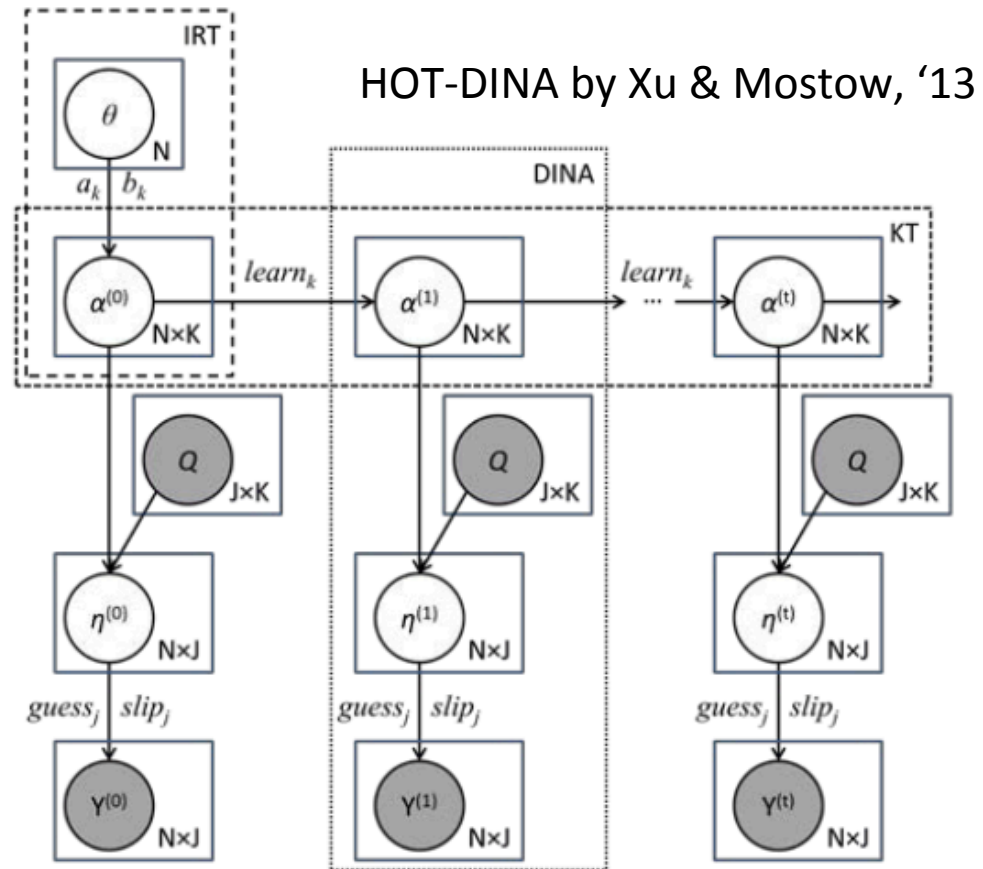 IRT
HOT-DINA by Xu & Mostow, ‘13
θ
N
a_k b_k
DINA
KT
α^(0)
N×K
learn_k
α^(1)
N×K
learn_k
...
α^(t)
N×K
Q
J×K
Q
J×K
Q
J×K
η^(0)
N×J
η^(1)
N×J
η^(t)
N×J
guess_j slip_j
guess_j slip_j
guess_j slip_j
Y^(0)
N×J
Y^(1)
N×J
Y^(t)
N×J